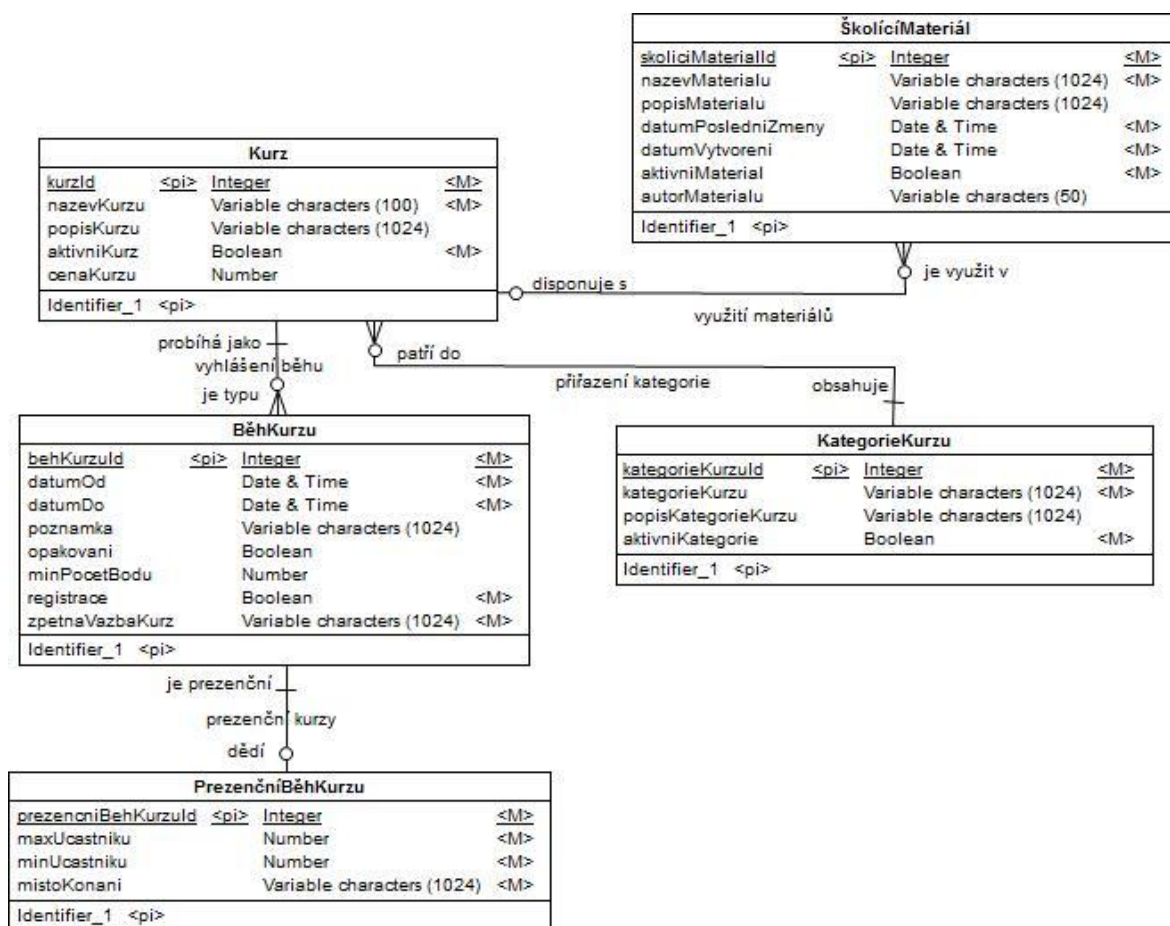 ŠkolícíMateriál
skoliciMaterialId <pi> Integer <M>
nazevMaterialu Variable characters (1024) <M>
popisMaterialu Variable characters (1024)
datumPosledniZmeny Date & Time <M>
datumVytvoreni Date & Time <M>
aktivniMaterial Boolean <M>
autorMaterialu Variable characters (50)
Identifier_1 <pi>
Kurz
kurzId <pi> Integer <M>
nazevKurzu Variable characters (100) <M>
popisKurzu Variable characters (1024)
aktivniKurz Boolean <M>
cenaKurzu Number
Identifier_1 <pi>
je využit v
disponuje s
využití materiálů
probíhá jako
vyhlášení běhu
je typu
patří do
přiřazení kategorie
obsahuje
BěhKurzu
behKurzuId <pi> Integer <M>
datumOd Date & Time <M>
datumDo Date & Time <M>
poznamka Variable characters (1024)
opakovani Boolean
minPocetBodu Number
registrace Boolean <M>
zpetnaVazbaKurz Variable characters (1024) <M>
Identifier_1 <pi>
KategorieKurzu
kategorieKurzuId <pi> Integer <M>
kategorieKurzu Variable characters (1024) <M>
popisKategorieKurzu Variable characters (1024)
aktivniKategorie Boolean <M>
Identifier_1 <pi>
je prezenční
prezenční kurzy
dědí
PrezenčníBěhKurzu
prezencniBehKurzuId <pi> Integer <M>
maxUcastniku Number <M>
minUcastniku Number <M>
mistoKonani Variable characters (1024) <M>
Identifier_1 <pi>